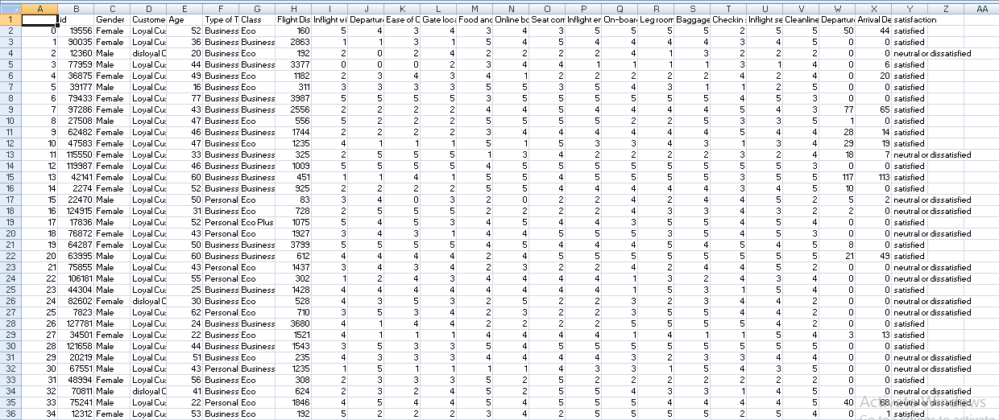 A B C D E F G H I J K L M N O P Q R S T U V W X Y Z AA
1 id Gender Custome Age Type of T Class Flight Dis Inflight wi Departur Ease of C Gate loca Food and Online bo Seat com Inflight er On-boar Leg room Baggage Checkin Inflight se Cleanline Departur Arrival De satisfaction
2 0 19556 Female Loyal Cu 52 Business Eco 160 5 4 3 4 3 4 3 5 5 5 5 2 5 5 50 44 satisfied
3 1 90035 Female Loyal Cu 36 Business Business 2863 1 1 3 1 5 4 5 4 4 4 4 3 4 5 0 0 satisfied
4 2 12360 Male disloyal C 20 Business Eco 192 2 0 2 4 2 2 2 2 4 1 3 2 2 2 0 0 neutral or dissatisfied
5 3 77959 Male Loyal Cu 44 Business Business 3377 0 0 0 2 3 4 4 1 1 1 1 3 1 4 0 6 satisfied
6 4 36875 Female Loyal Cu 49 Business Eco 1182 2 3 4 3 4 1 2 2 2 2 2 4 2 4 0 20 satisfied
7 5 39177 Male Loyal Cu 16 Business Eco 311 3 3 3 3 5 5 3 5 4 3 1 1 2 5 0 0 satisfied
8 6 79433 Female Loyal Cu 77 Business Business 3987 5 5 5 5 3 5 5 5 5 5 5 4 5 3 0 0 satisfied
9 7 97286 Female Loyal Cu 43 Business Business 2556 2 2 2 2 4 4 5 4 4 4 4 5 4 3 77 65 satisfied
10 8 27508 Male Loyal Cu 47 Business Eco 556 5 2 2 2 5 5 5 5 2 2 5 3 3 5 1 0 satisfied
11 9 62482 Female Loyal Cu 46 Business Business 1744 2 2 2 2 3 4 4 4 4 4 4 5 4 4 28 14 satisfied
12 10 47583 Female Loyal Cu 47 Business Eco 1235 4 1 1 1 5 1 5 3 3 4 3 1 3 4 29 19 satisfied
13 11 115550 Female Loyal Cu 33 Business Business 325 2 5 5 5 1 3 4 2 2 2 2 3 2 4 18 7 neutral or dissatisfied
14 12 119987 Female Loyal Cu 46 Business Business 1009 5 5 5 5 4 5 5 5 5 5 5 5 5 3 0 0 satisfied
15 13 42141 Female Loyal Cu 60 Business Business 451 1 1 4 1 5 5 4 5 5 5 5 3 5 5 117 113 satisfied
16 14 2274 Female Loyal Cu 52 Business Business 925 2 2 2 2 5 5 4 4 4 4 4 3 4 5 10 0 satisfied
17 15 22470 Male Loyal Cu 50 Personal Eco 83 3 4 0 3 2 0 2 2 4 2 4 4 5 2 5 2 neutral or dissatisfied
18 16 124915 Female Loyal Cu 31 Business Eco 728 2 5 5 5 2 4 5 2 4 3 3 4 3 2 2 0 neutral or dissatisfied
19 17 17836 Male Loyal Cu 52 Personal Eco Plus 1075 5 4 5 3 5 5 4 4 3 5 5 4 5 4 0 0 satisfied
20 18 76872 Female Loyal Cu 43 Personal Eco 1927 3 4 3 1 4 4 5 4 4 5 4 5 5 3 0 0 neutral or dissatisfied
21 19 64287 Female Loyal Cu 50 Business Business 3799 5 5 5 5 4 4 5 5 5 4 5 4 5 5 8 0 satisfied
22 20 63995 Male Loyal Cu 60 Business Business 612 4 4 4 4 2 4 5 5 5 5 5 4 5 5 21 49 satisfied
23 21 75855 Male Loyal Cu 43 Personal Eco 1437 3 4 3 4 2 3 2 2 4 2 4 4 5 2 0 0 neutral or dissatisfied
24 22 106181 Male Loyal Cu 55 Personal Eco 302 1 2 4 3 4 1 4 4 2 3 4 3 4 4 0 0 neutral or dissatisfied
25 23 44304 Male Loyal Cu 25 Business Business 1428 4 4 4 4 4 4 4 4 1 5 3 1 5 4 0 0 satisfied
26 24 82602 Female disloyal C 30 Business Eco 528 4 3 5 3 2 5 2 2 3 2 3 4 4 2 0 0 neutral or dissatisfied
27 25 7823 Male Loyal Cu 62 Personal Eco 710 3 5 3 4 2 3 2 2 3 3 4 3 4 2 0 0 neutral or dissatisfied
28 26 127781 Male Loyal Cu 24 Business Business 3680 4 1 4 4 2 2 2 2 5 5 5 5 5 2 0 0 satisfied
29 27 34501 Female Loyal Cu 22 Business Eco 1521 4 1 1 1 4 4 4 4 1 4 1 1 5 4 3 13 satisfied
30 28 121658 Male Loyal Cu 44 Business Business 1543 3 5 3 3 5 4 5 5 5 5 5 5 5 4 0 0 satisfied
31 29 20219 Male Loyal Cu 51 Business Eco 235 4 3 3 3 4 4 4 4 3 2 3 3 4 4 0 0 neutral or dissatisfied
32 30 67551 Male Loyal Cu 43 Personal Business 1235 1 5 1 1 1 1 4 3 3 1 5 3 3 4 0 0 neutral or dissatisfied
33 31 48994 Female Loyal Cu 56 Business Eco 308 2 3 3 3 5 2 5 2 2 2 2 2 2 2 0 0 satisfied
34 32 70811 Male disloyal C 41 Business Eco 624 2 3 2 4 5 2 5 5 4 3 3 1 4 5 0 0 neutral or dissatisfied
35 33 75241 Male Loyal Cu 22 Personal Eco 1846 4 5 4 5 5 4 5 5 4 4 4 4 4 5 40 68 neutral or dissatisfied
36 34 12312 Female Loyal Cu 53 Business Eco 192 5 2 2 2 3 4 2 5 5 5 5 2 5 4 0 1 satisfied
Activate Windows
Go to Settings to activate